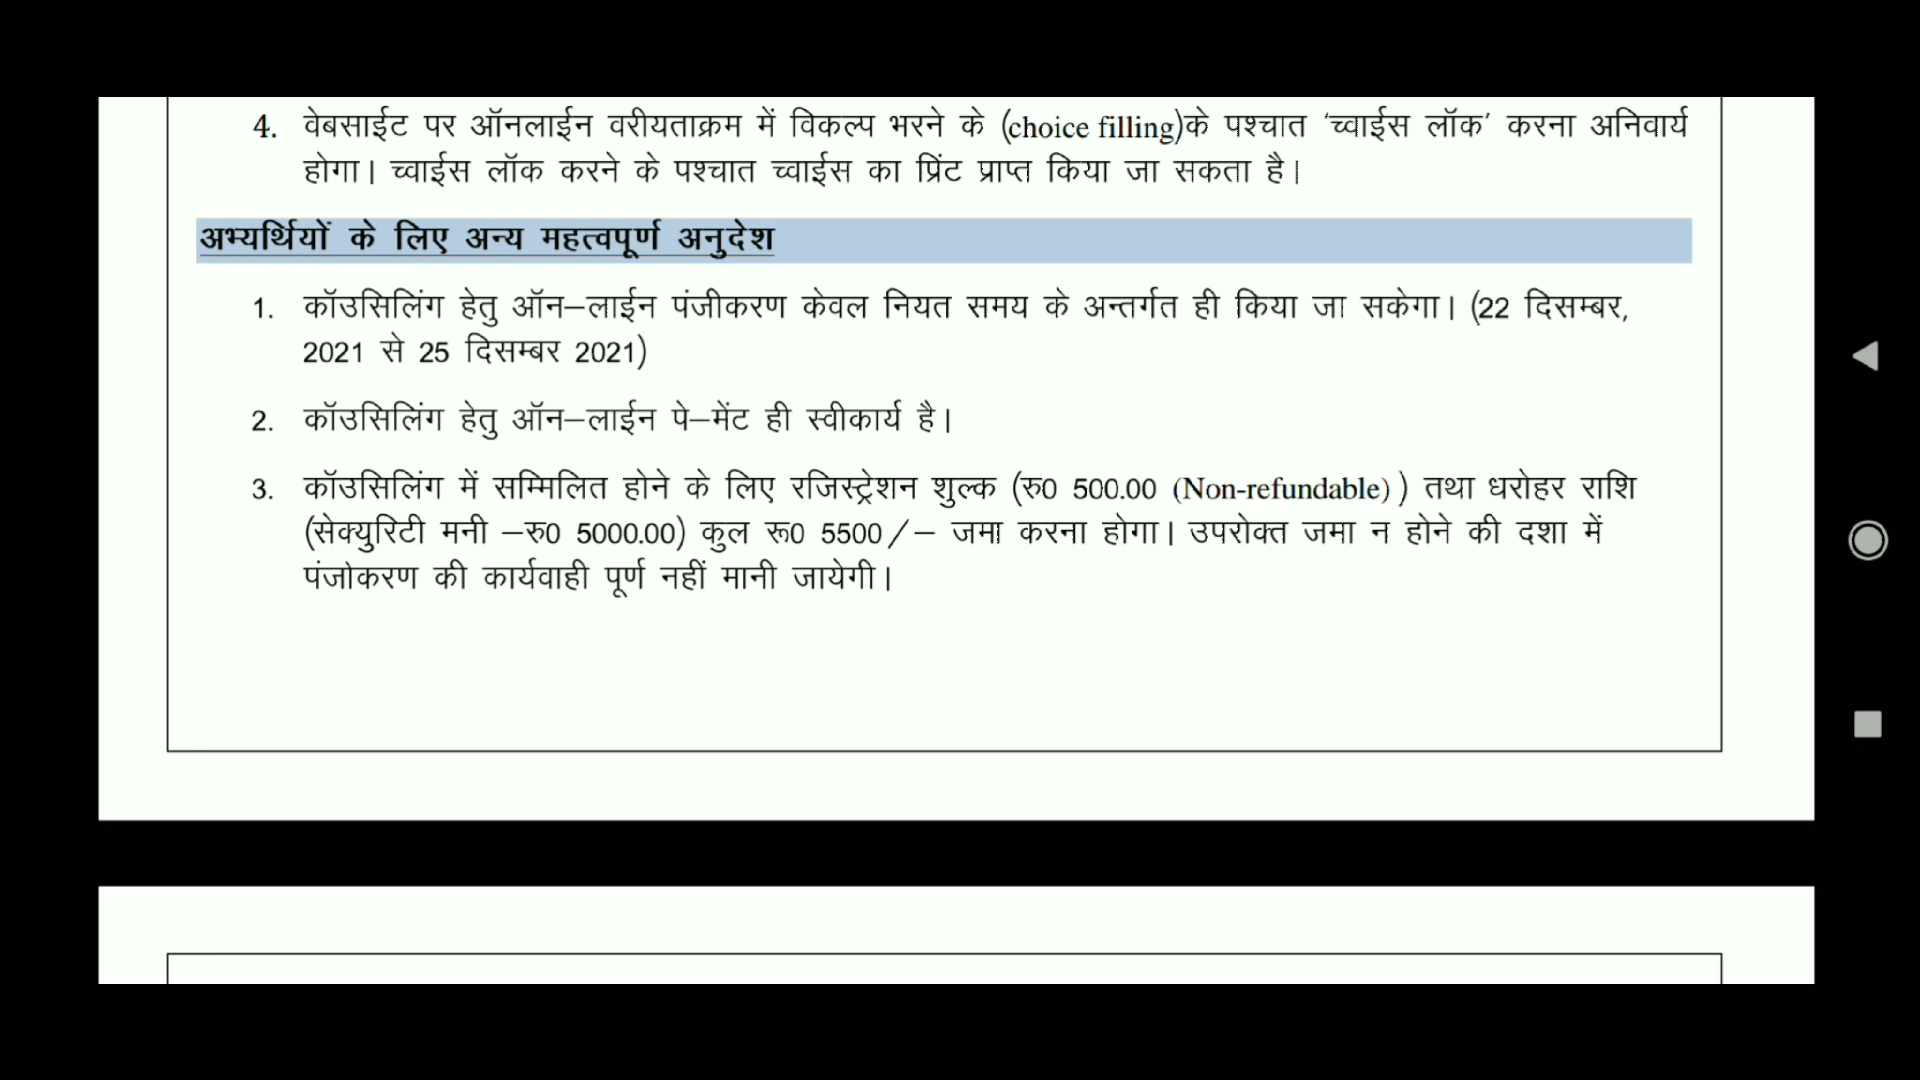 4. वेबसाईट पर ऑनलाईन वरीयताक्रम में विकल्प भरने के (choice filling)के पश्चात 'च्वाईस लॉक' करना अनिवार्य
होगा। च्वाईस लॉक करने के पश्चात च्वाईस का प्रिंट प्राप्त किया जा सकता है।
अभ्यर्थियों के लिए अन्य महत्वपूर्ण अनुदेश
1. कॉउसिलिंग हेतु ऑन–लाईन पंजीकरण केवल नियत समय के अन्तर्गत ही किया जा सकेगा। (22 दिसम्बर,
2021 से 25 दिसम्बर 2021)
2. कॉउसिलिंग हेतु ऑन–लाईन पे–मेंट ही स्वीकार्य है।
3. कॉउसिलिंग में सम्मिलित होने के लिए रजिस्ट्रेशन शुल्क (रु0 500.00 (Non-refundable) ) तथा धरोहर राशि
(सेक्युरिटी मनी –रु0 5000.00) कुल रू0 5500 /– जमा करना होगा। उपरोक्त जमा न होने की दशा में
पंजोकरण की कार्यवाही पूर्ण नहीं मानी जायेगी।